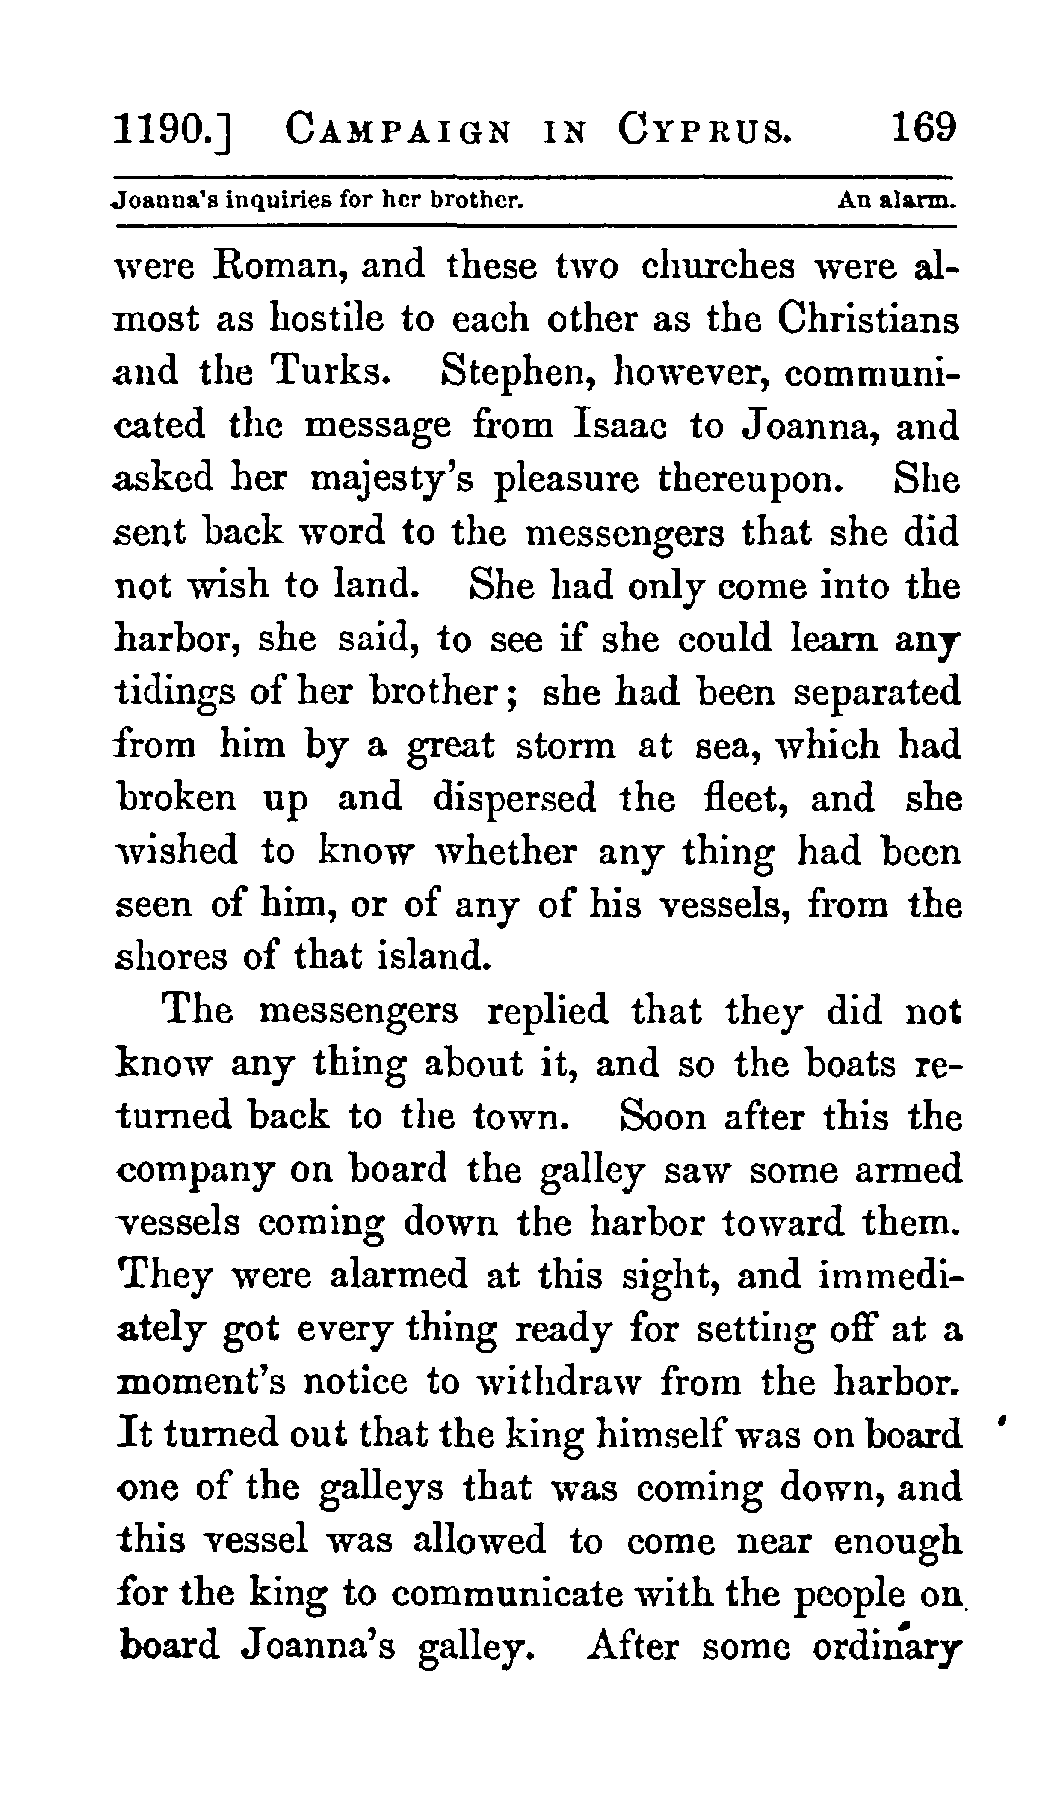 1190.] CAMPAIGN IN CYPRUS. 169
Joanna's inquiries for her brother. An alarm.
were Roman, and these two churches were al-
most as hostile to each other as the Christians
and the Turks. Stephen, however, communi-
cated the message from Isaac to Joanna, and
asked her majesty's pleasure thereupon. She
sent back word to the messengers that she did
not wish to land. She had only come into the
harbor, she said, to see if she could learn any
tidings of her brother; she had been separated
from him by a great storm at sea, which had
broken up and dispersed the fleet, and she
wished to know whether any thing had been
seen of him, or of any of his vessels, from the
shores of that island.
The messengers replied that they did not
know any thing about it, and so the boats re-
turned back to the town. Soon after this the
company on board the galley saw some armed
vessels coming down the harbor toward them.
They were alarmed at this sight, and immedi-
ately got every thing ready for setting off at a
moment's notice to withdraw from the harbor.
It turned out that the king himself was on board
one of the galleys that was coming down, and
this vessel was allowed to come near enough
for the king to communicate with the people on
board Joanna's galley. After some ordinary